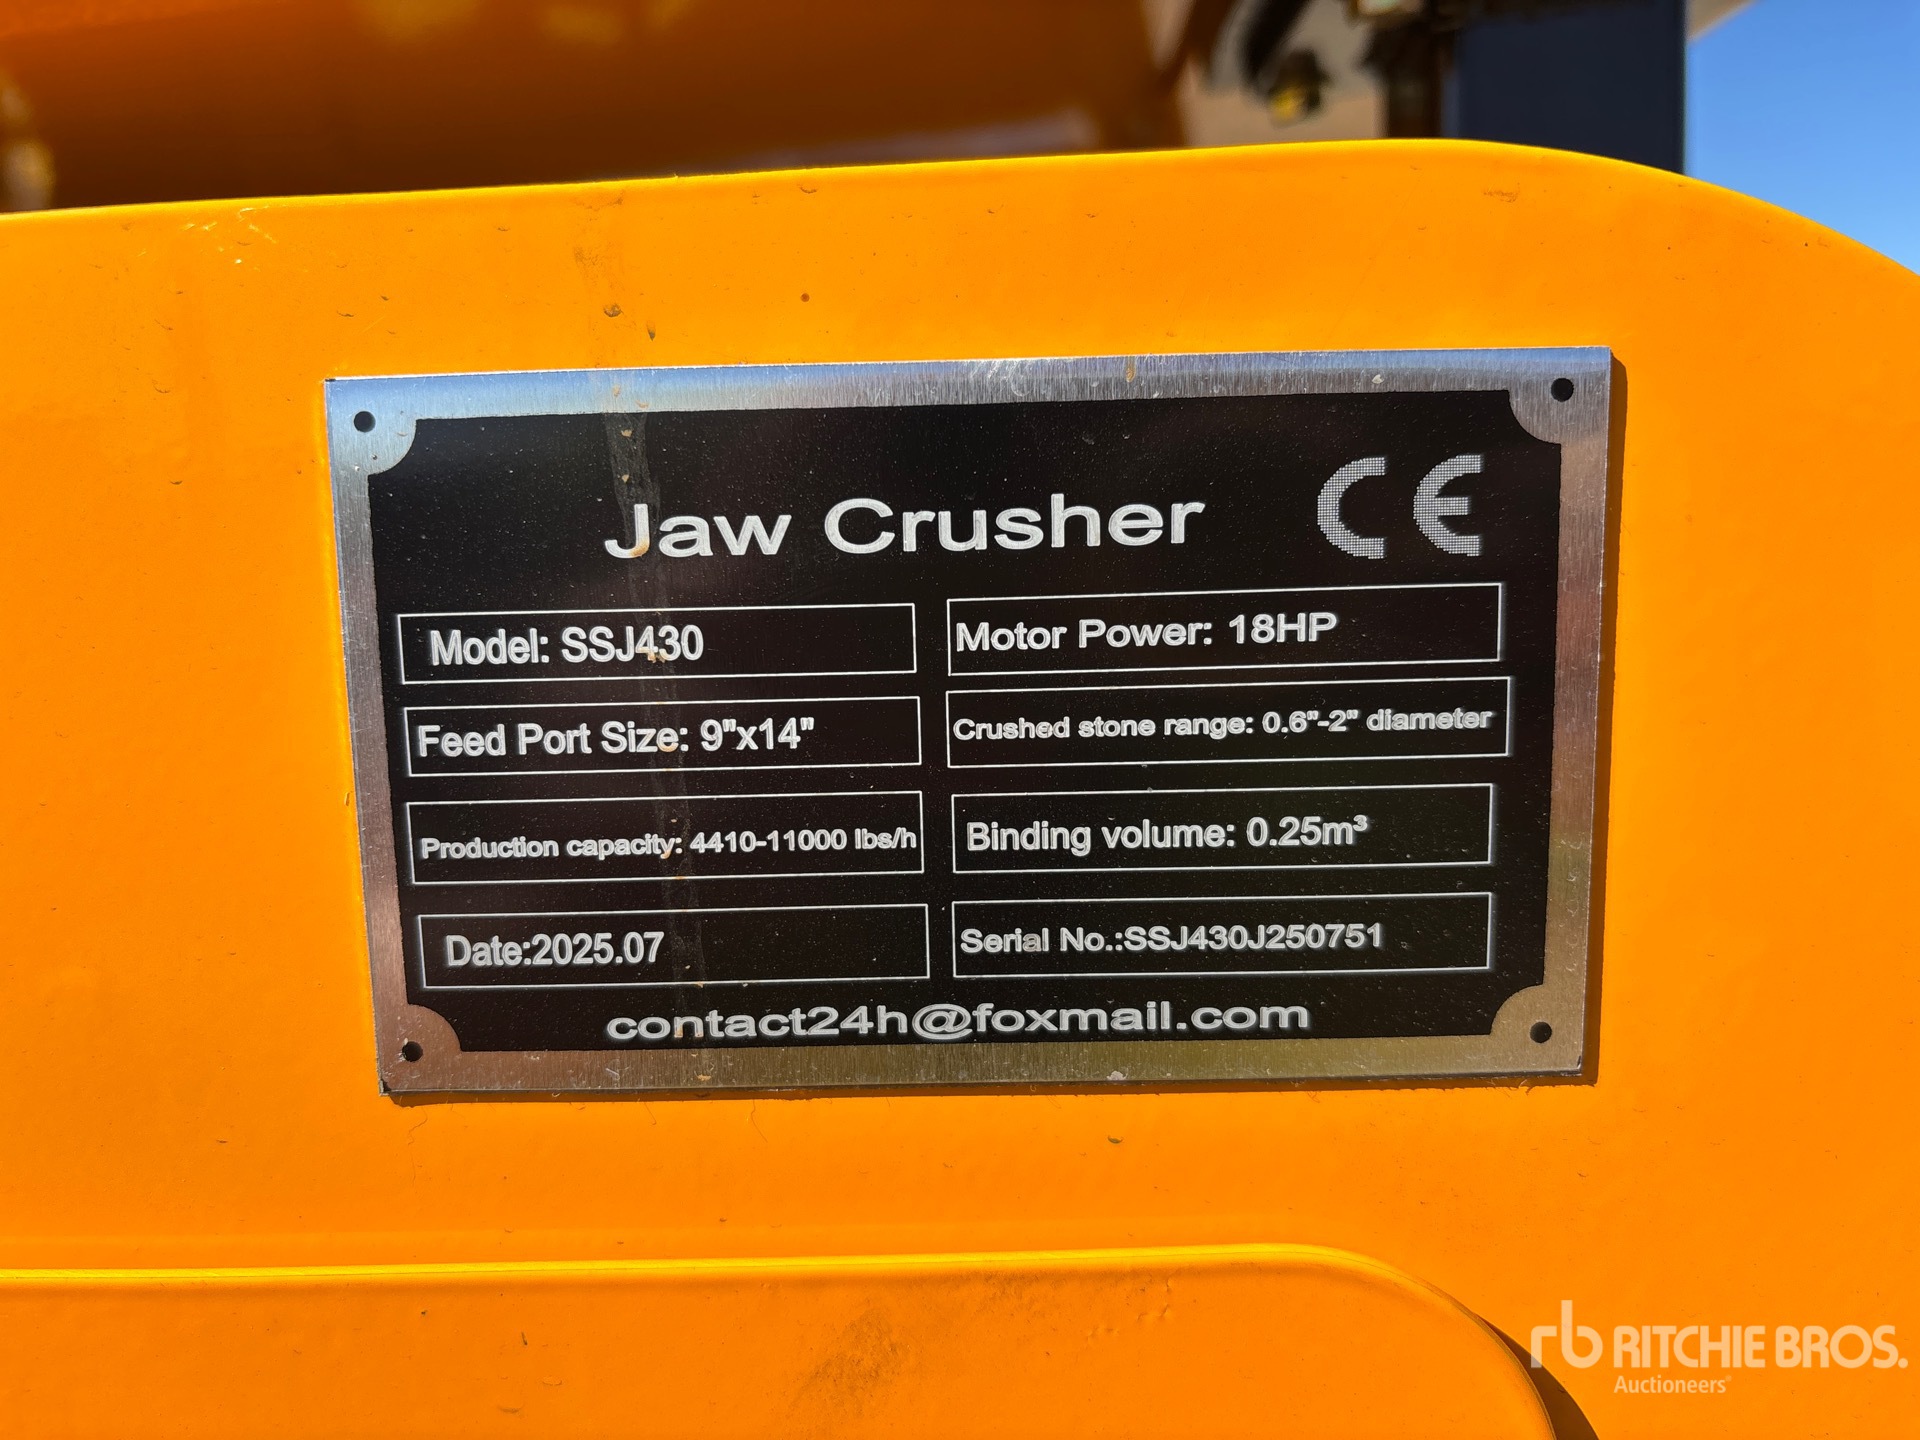 Jaw Crusher CE
Model: SSJ430
Motor Power: 18HP
Feed Port Size: 9"x14"
Crushed stone range: 0.6"-2" diameter
Production capacity: 4410-11000 lbs/h
Binding volume: 0.25m³
Date:2025.07
Serial No.:SSJ430J250751
contact24h@foxmail.com
rb RITCHIE BROS.
Auctioneers